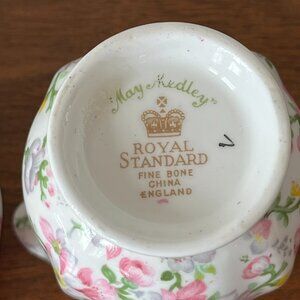 "May Medley"
ROYAL
STANDARD
FINE BONE
CHINA
ENGLAND